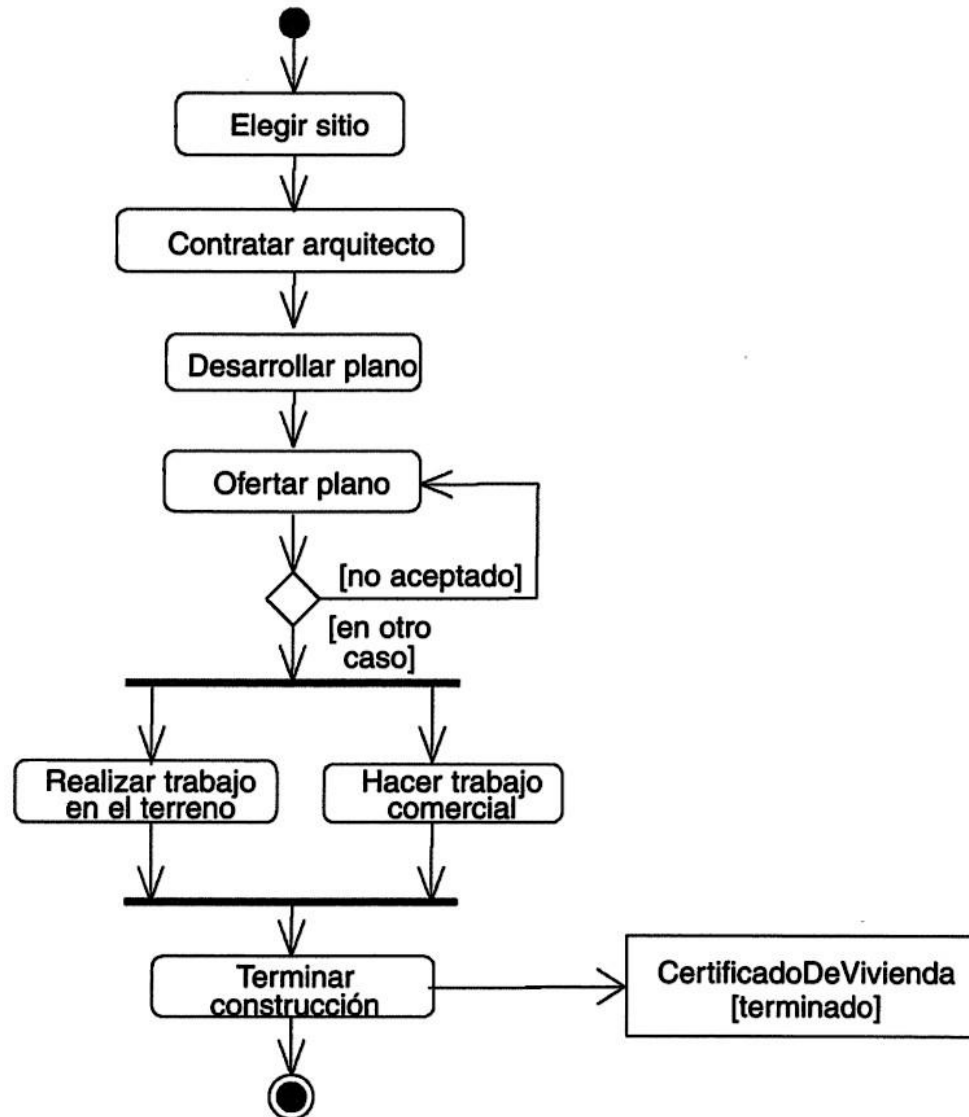 Elegir sitio
Contratar arquitecto
Desarrollar plano
Ofertar plano
[no aceptado]
[en otro
caso]
Realizar trabajo
en el terreno
Hacer trabajo
comercial
Terminar
construcción
CertificadoDeVivienda
[terminado]